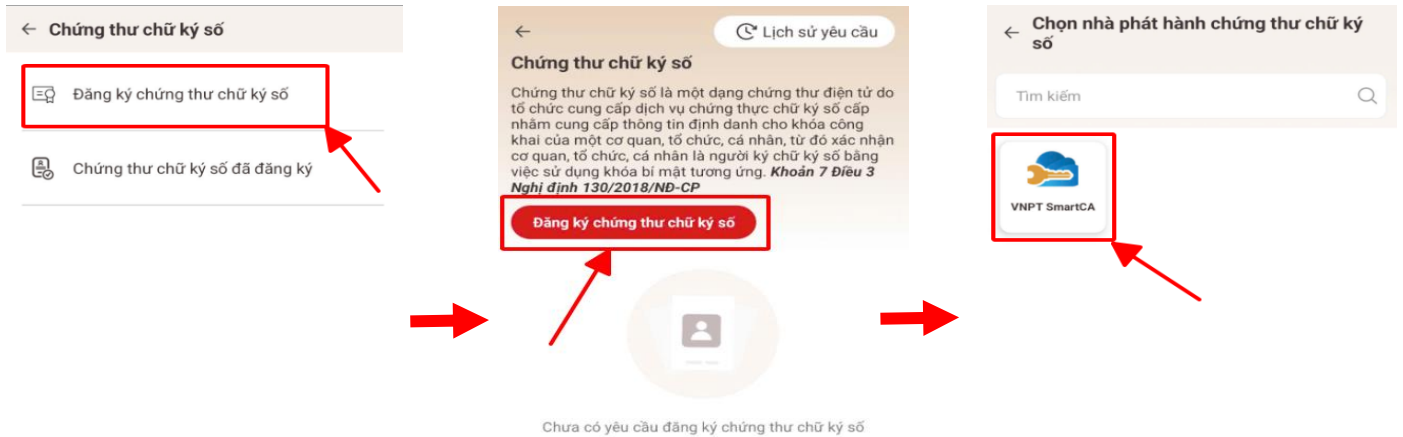 Chứng thư chữ ký số
Đăng ký chứng thư chữ ký số
Chứng thư chữ ký số đã đăng ký
Lịch sử yêu cầu
Chứng thư chữ ký số
Chứng thư chữ ký số là một dạng chứng thư điện tử do
tổ chức cung cấp dịch vụ chứng thực chữ ký số cấp
nhằm cung cấp thông tin định danh cho khóa công
khai của một cơ quan, tổ chức, cá nhân, từ đó xác nhận
cơ quan, tổ chức, cá nhân là người ký chữ ký số bằng
việc sử dụng khóa bí mật tương ứng. Khoản 7 Điều 3
Nghị định 130/2018/NĐ-CP
Đăng ký chứng thư chữ ký số
Chưa có yêu cầu đăng ký chứng thư chữ ký số
Chọn nhà phát hành chứng thư chữ ký
số
Tìm kiếm
VNPT SmartCA